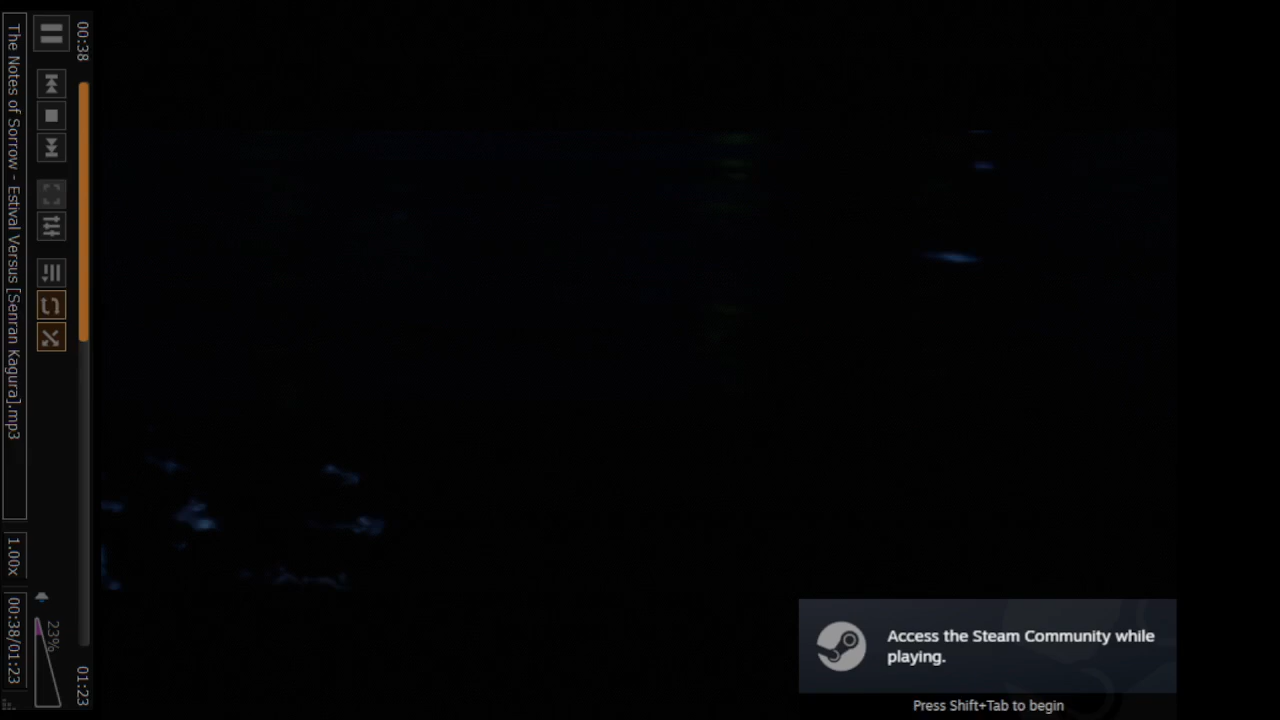 00:38
01:23
The Notes of Sorrow - Estival Versus [Senran Kagura].mp3
1.00x
00:38/01:23
23%
Access the Steam Community while
playing.
Press Shift+Tab to begin